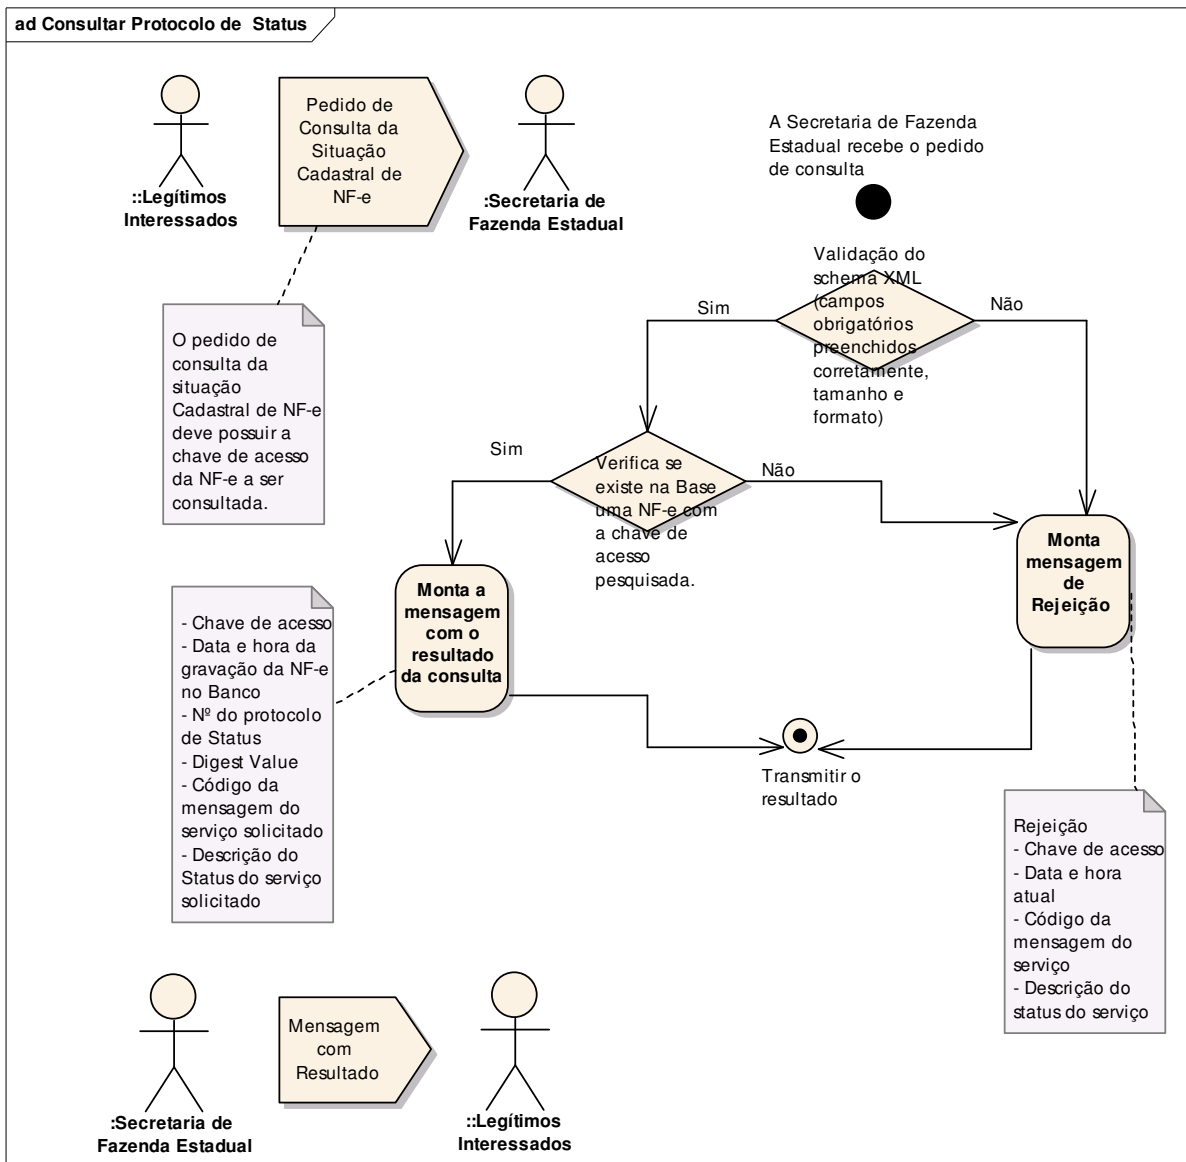 ad Consultar Protocolo de Status
Pedido de
Consulta da
Situação
Cadastral de
NF-e
::Legítimos
Interessados
:Secretaria de
Fazenda Estadual
A Secretaria de Fazenda
Estadual recebe o pedido
de consulta
Validação do
schema XML
(campos
obrigatórios
preenchidos
corretamente,
tamanho e
formato)
Sim
Não
O pedido de
consulta da
situação
Cadastral de NF-e
deve possuir a
chave de acesso
da NF-e a ser
consultada.
Sim
Verifica se
existe na Base
uma NF-e com
a chave de
acesso
pesquisada.
Não
Monta
mensagem
de
Rejeição
Monta a
mensagem
com o
resultado
da consulta
- Chave de acesso
- Data e hora da
gravação da NF-e
no Banco
- Nº do protocolo
de Status
- Digest Value
- Código da
mensagem do
serviço solicitado
- Descrição do
Status do serviço
solicitado
Transmitir o
resultado
Rejeição
- Chave de acesso
- Data e hora
atual
- Código da
mensagem do
serviço
- Descrição do
status do serviço
Mensagem
com
Resultado
:Secretaria de
Fazenda Estadual
::Legítimos
Interessados